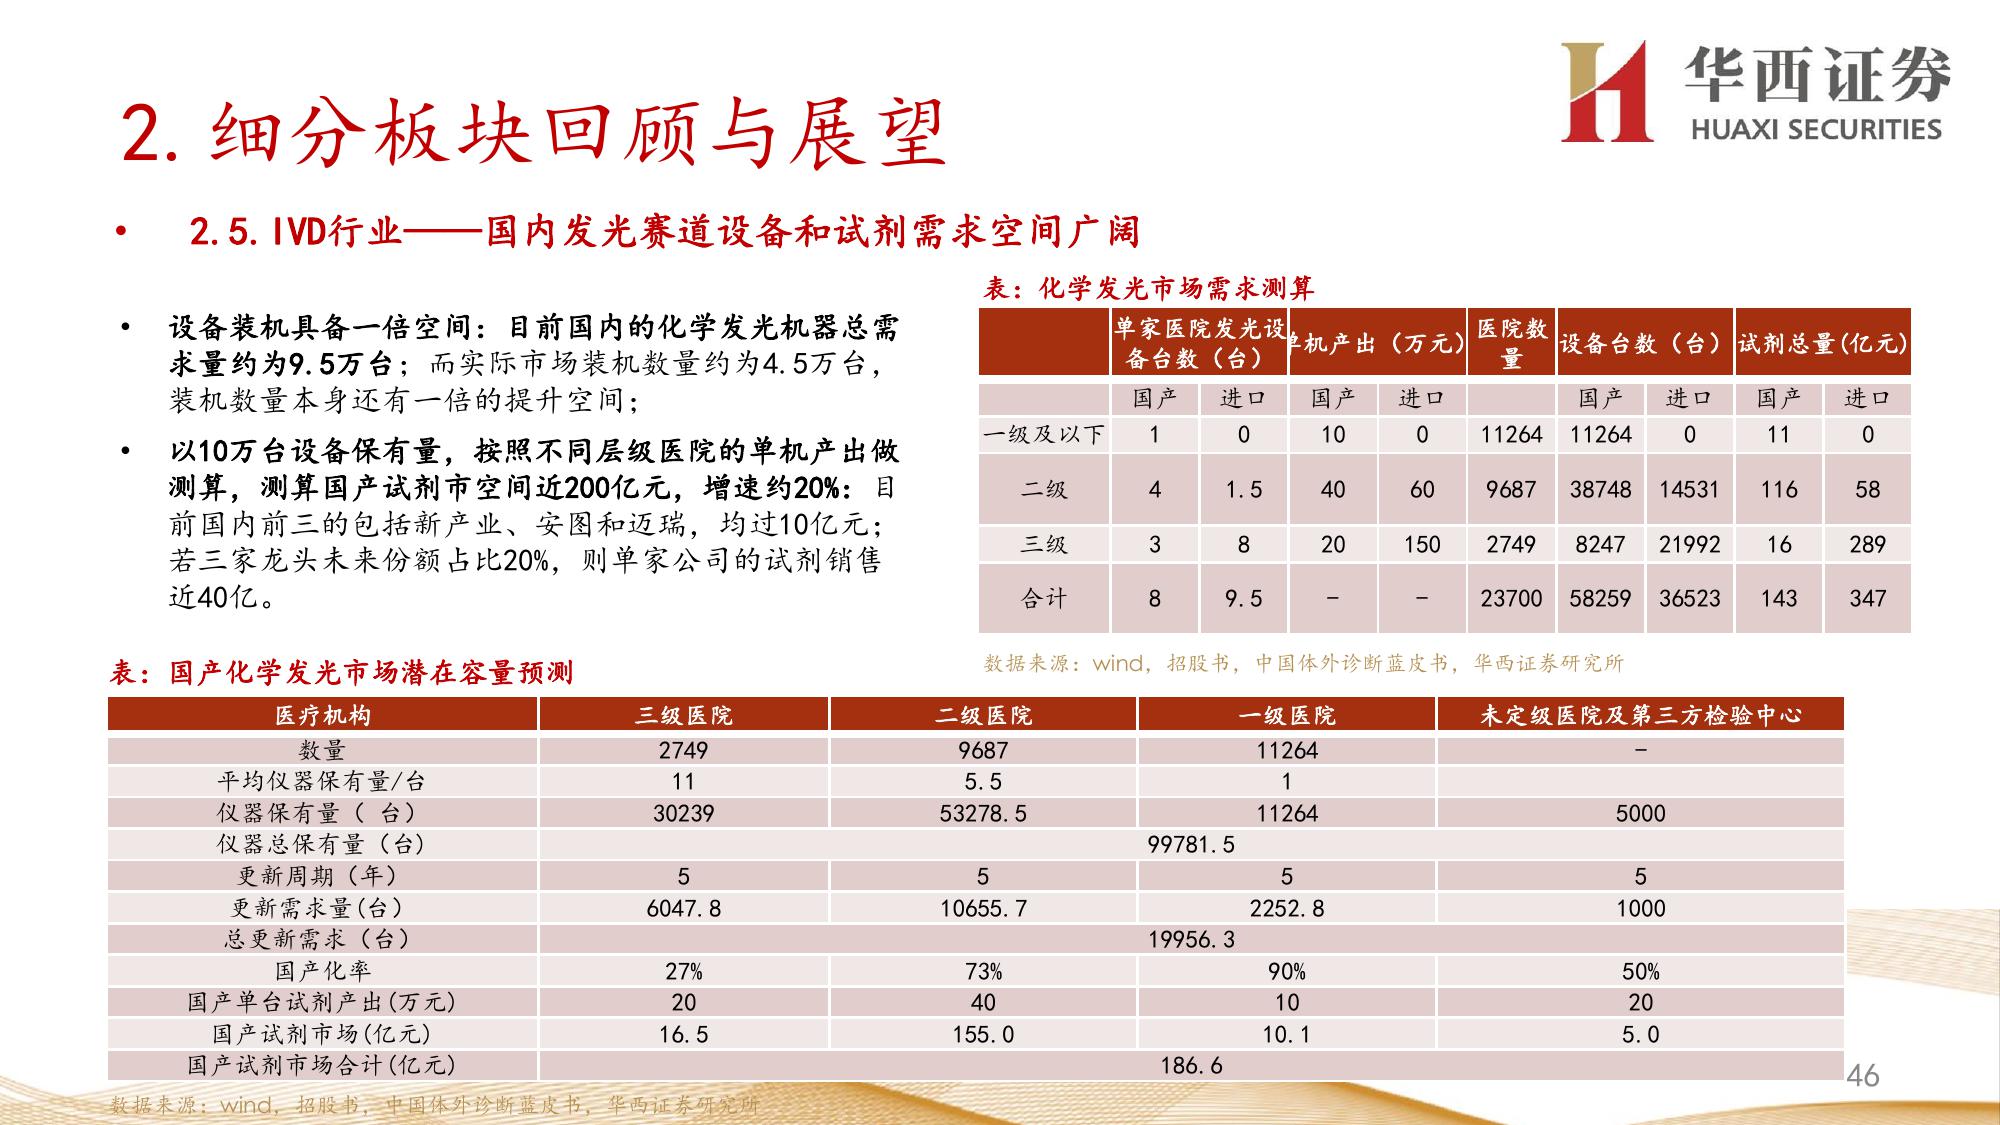 华西证券
HUAXI SECURITIES
2. 细分板块回顾与展望
• 2.5. IVD行业——国内发光赛道设备和试剂需求空间广阔
• 设备装机具备一倍空间：目前国内的化学发光机器总需
求量约为9.5万台；而实际市场装机数量约为4.5万台，
装机数量本身还有一倍的提升空间；
• 以10万台设备保有量，按照不同层级医院的单机产出做
测算，测算国产试剂市空间近200亿元，增速约20%：目
前国内前三的包括新产业、安图和迈瑞，均过10亿元；
若三家龙头未来份额占比20%，则单家公司的试剂销售
近40亿。
表：化学发光市场需求测算
单家医院发光设备台数（台） 单机产出（万元） 医院数量 设备台数（台） 试剂总量(亿元)
国产 进口 国产 进口 国产 进口 国产 进口
一级及以下 1 0 10 0 11264 11264 0 11 0
二级 4 1.5 40 60 9687 38748 14531 116 58
三级 3 8 20 150 2749 8247 21992 16 289
合计 8 9.5 － － 23700 58259 36523 143 347
数据来源：wind，招股书，中国体外诊断蓝皮书，华西证券研究所
表：国产化学发光市场潜在容量预测
医疗机构 三级医院 二级医院 一级医院 未定级医院及第三方检验中心
数量 2749 9687 11264 －
平均仪器保有量/台 11 5.5 1
仪器保有量（ 台） 30239 53278.5 11264 5000
仪器总保有量（台） 99781.5
更新周期（年） 5 5 5 5
更新需求量(台） 6047.8 10655.7 2252.8 1000
总更新需求（台） 19956.3
国产化率 27% 73% 90% 50%
国产单台试剂产出(万元) 20 40 10 20
国产试剂市场(亿元) 16.5 155.0 10.1 5.0
国产试剂市场合计(亿元) 186.6
数据来源：wind，招股书，中国体外诊断蓝皮书，华西证券研究所
46